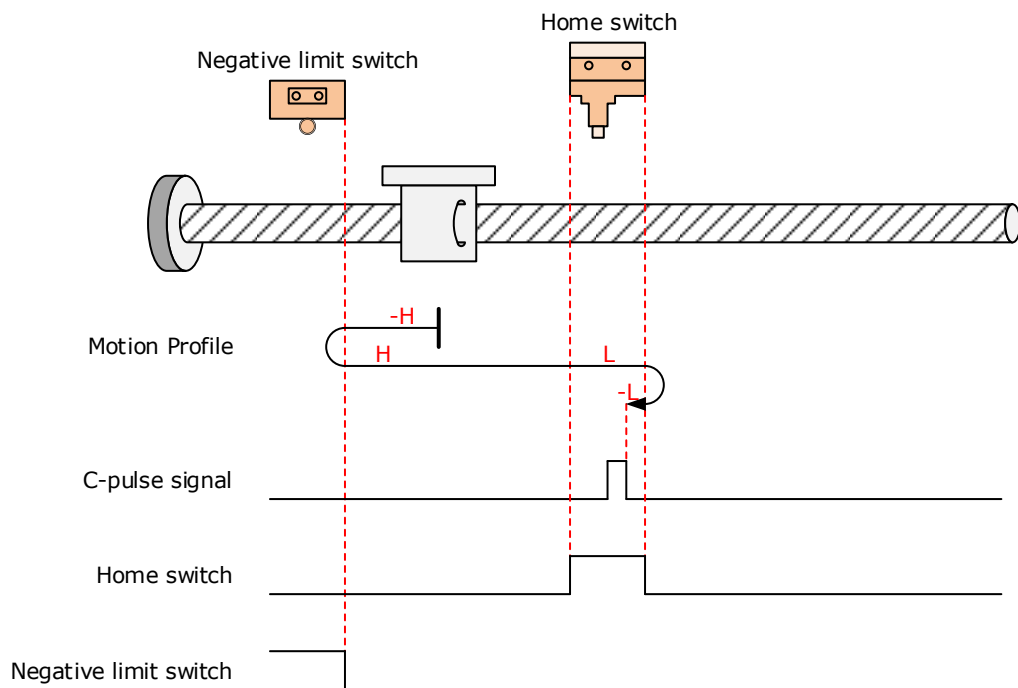 Home switch
Negative limit switch
-H
Motion Profile
H
L
-L
C-pulse signal
Home switch
Negative limit switch